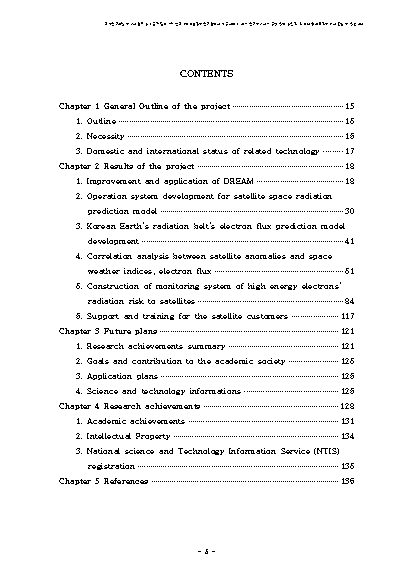 CONTENTS
Chapter 1 General Outline of the project 15
1. Outline 15
2. Necessity 15
3. Domestic and international status of related technology 17
Chapter 2 Results of the project 18
1. Improvement and application of DREAM 18
2. Operation system development for satellite space radiation
prediction model 30
3. Korean Earth's radiation belt's electron flux prediction model
development 41
4. Correlation analysis between satellite anomalies and space
weather indices, electron flux 51
5. Construction of monitoring system of high energy electrons'
radiation risk to satellites 84
6. Support and training for the satellite customers 117
Chapter 3 Future plans 121
1. Research achievements summary 121
2. Goals and contribution to the academic society 125
3. Application plans 125
4. Science and technology informations 125
Chapter 4 Research achievements 128
1. Academic achievements 131
2. Intellectual Property 134
3. National science and Technology Information Service (NTIS)
registration 135
Chapter 5 References 136